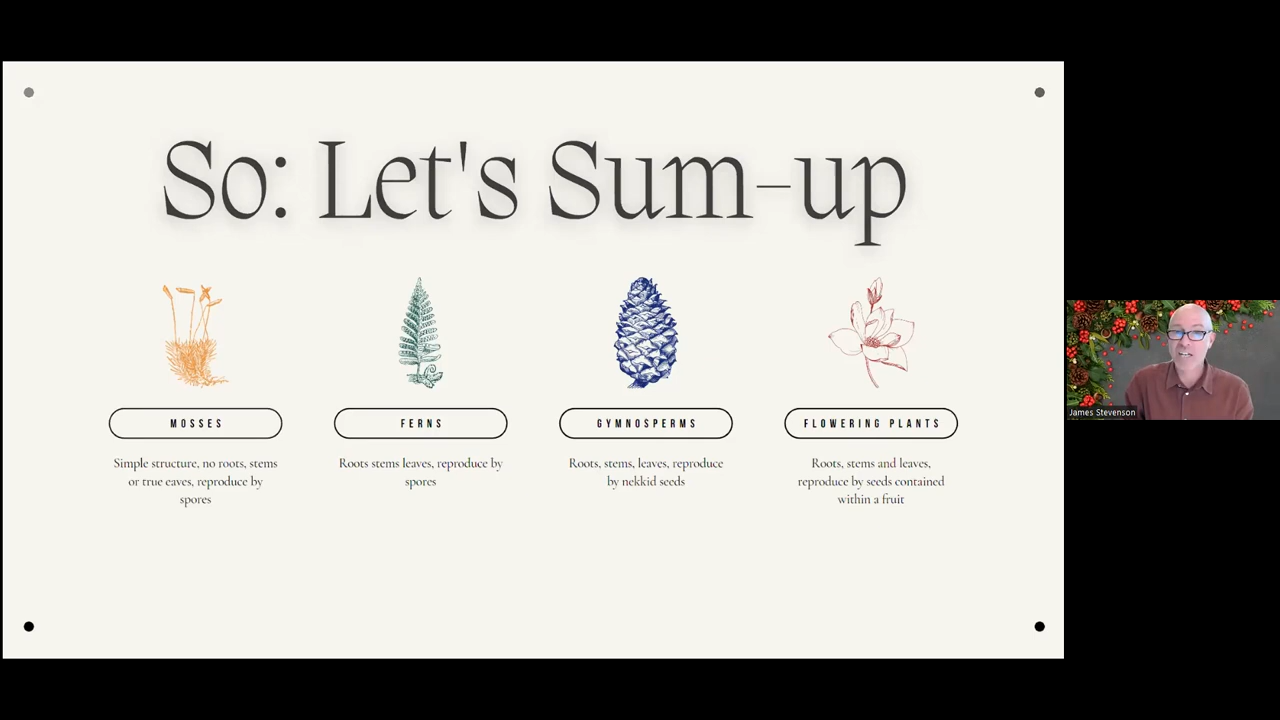 So: Let's Sum-up
MOSSES
Simple structure, no roots, stems
or true eaves, reproduce by
spores
FERNS
Roots stems leaves, reproduce by
spores
GYMNOSPERMS
Roots, stems, leaves, reproduce
by nekkid seeds
FLOWERING PLANTS
Roots, stems and leaves,
reproduce by seeds contained
within a fruit
James Stevenson